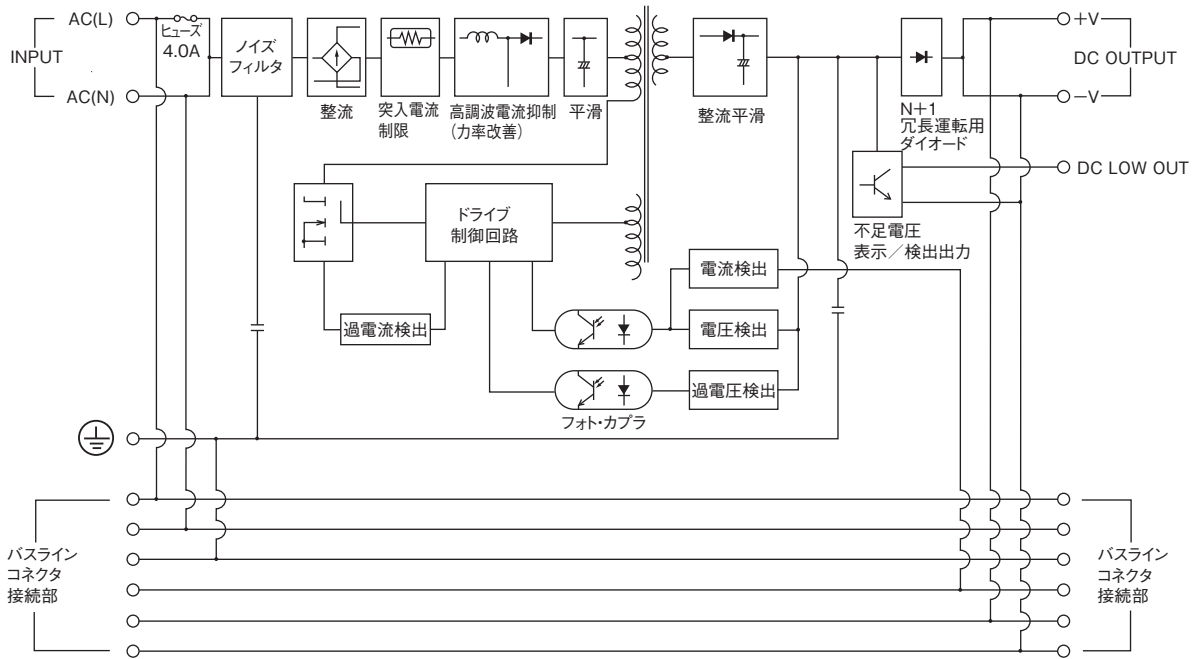 AC(L)
ヒューズ
4.0A
INPUT
AC(N)
ノイズ
フィルタ
整流
突入電流
制限
高調波電流抑制
(力率改善)
平滑
整流平滑
N+1
冗長運転用
ダイオード
+V
DC OUTPUT
−V
DC LOW OUT
不足電圧
表示/検出出力
ドライブ
制御回路
過電流検出
電流検出
電圧検出
過電圧検出
フォト・カプラ
バスライン
コネクタ
接続部
バスライン
コネクタ
接続部